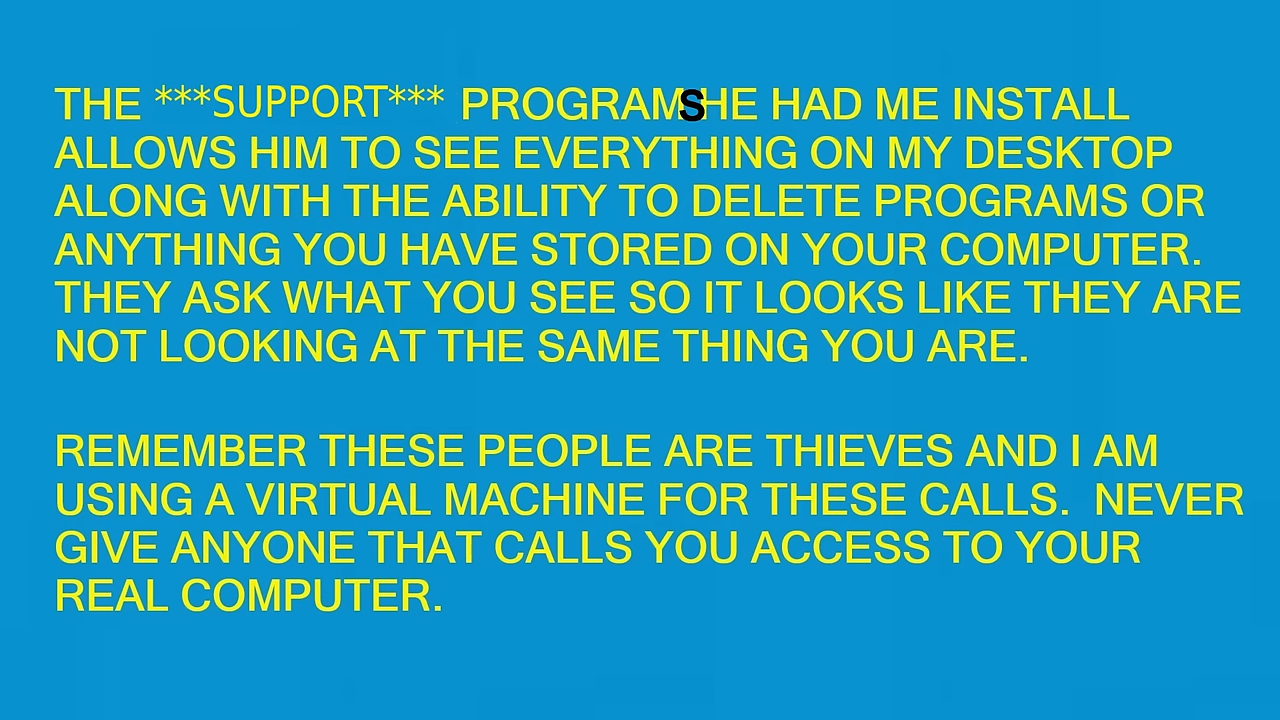 THE ***SUPPORT*** PROGRAMS HE HAD ME INSTALL
ALLOWS HIM TO SEE EVERYTHING ON MY DESKTOP
ALONG WITH THE ABILITY TO DELETE PROGRAMS OR
ANYTHING YOU HAVE STORED ON YOUR COMPUTER.
THEY ASK WHAT YOU SEE SO IT LOOKS LIKE THEY ARE
NOT LOOKING AT THE SAME THING YOU ARE.
REMEMBER THESE PEOPLE ARE THIEVES AND I AM
USING A VIRTUAL MACHINE FOR THESE CALLS. NEVER
GIVE ANYONE THAT CALLS YOU ACCESS TO YOUR
REAL COMPUTER.